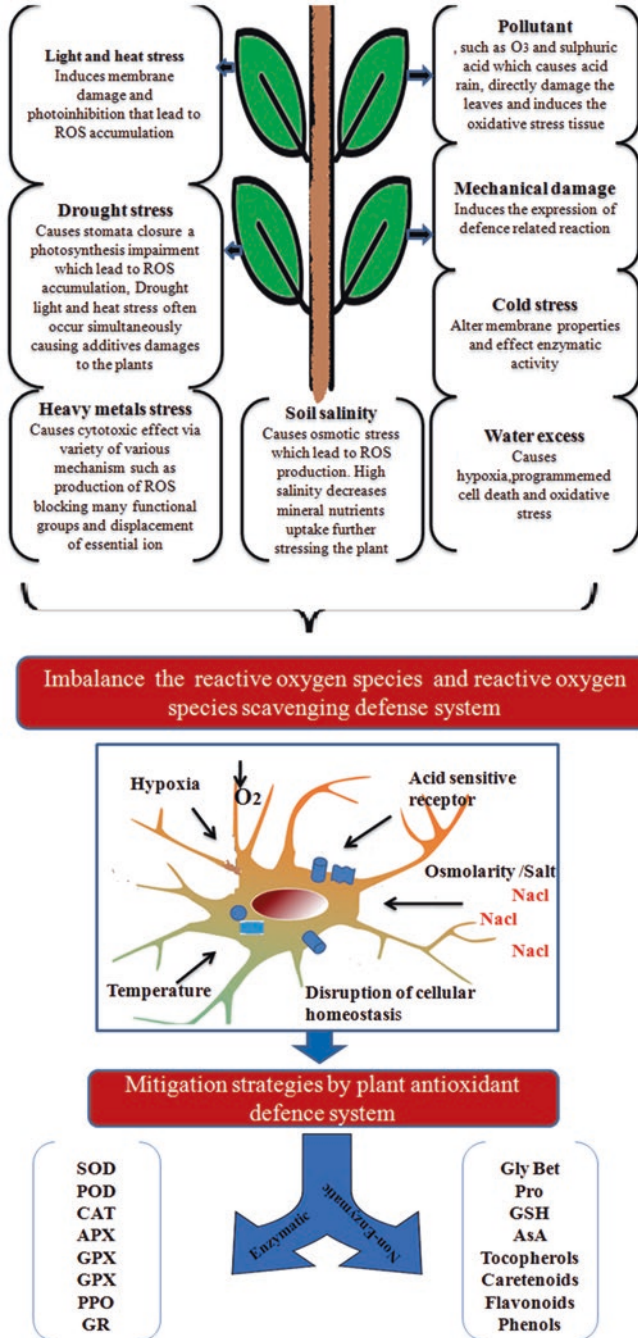 Light and heat stress
Induces membrane
damage and
photoinhibition that lead to
ROS accumulation
Drought stress
Causes stomata closure a
photosynthesis impairment
which lead to ROS
accumulation, Drought
light and heat stress often
occur simultaneously
causing additives damages
to the plants
Heavy metals stress
Causes cytotoxic effect via
variety of various
mechanism such as
production of ROS
blocking many functional
groups and displacement
of essential ion
Soil salinity
Causes osmotic stress
which lead to ROS
production. High
salinity decreases
mineral nutrients
uptake further
stressing the plant
Pollutant
, such as O3 and sulphuric
acid which causes acid
rain, directly damage the
leaves and induces the
oxidative stress tissue
Mechanical damage
Induces the expression of
defence related reaction
Cold stress
Alter membrane properties
and effect enzymatic
activity
Water excess
Causes
hypoxia,programmemed
cell death and oxidative
stress
Imbalance the reactive oxygen species and reactive oxygen
species scavenging defense system
Hypoxia
O2
Acid sensitive
receptor
Osmolarity /Salt
Nacl
Nacl
Nacl
Temperature
Disruption of cellular
homeostasis
Mitigation strategies by plant antioxidant
defence system
Enzymatic
Non-Enzymatic
SOD
POD
CAT
APX
GPX
GPX
PPO
GR
Gly Bet
Pro
GSH
AsA
Tocopherols
Caretenoids
Flavonoids
Phenols